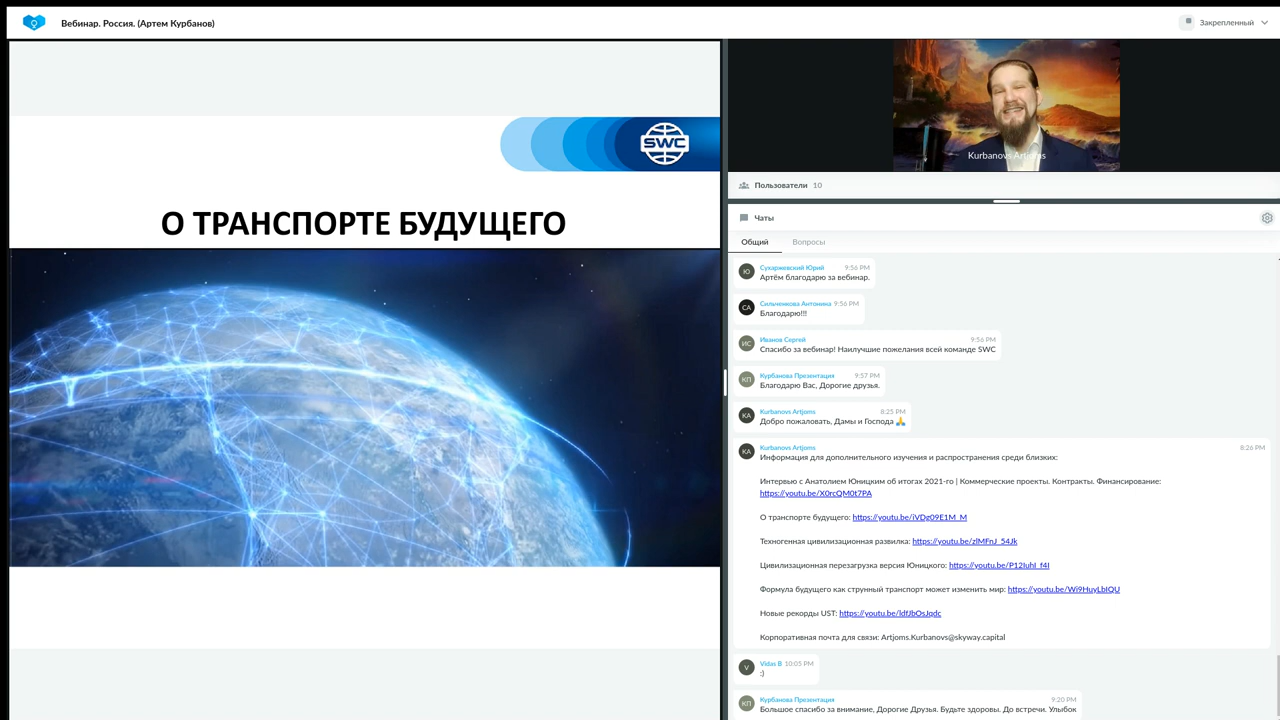 Вебинар. Россия. (Артем Курбанов)
Закрепленный
SWC
О ТРАНСПОРТЕ БУДУЩЕГО
Kurbanovs Artjoms
Пользователи 10
Чаты
Общий Вопросы
Ю Сухаржевский Юрий 9:56 PM
Артём благодарю за вебинар.
СА Сильченкова Антонина 9:56 PM
Благодарю!!!
ИС Иванов Сергей 9:56 PM
Спасибо за вебинар! Наилучшие пожелания всей команде SWC
КП Курбанова Презентация 9:57 PM
Благодарю Вас, Дорогие друзья.
KA Kurbanovs Artjoms 8:25 PM
Добро пожаловать, Дамы и Господа 🙏
KA Kurbanovs Artjoms 8:26 PM
Информация для дополнительного изучения и распространения среди близких:
Интервью с Анатолием Юницким об итогах 2021-го | Коммерческие проекты. Контракты. Финансирование:
https://youtu.be/X0rcQM0t7PA
О транспорте будущего: https://youtu.be/iVDg09E1M_M
Техногенная цивилизационная развилка: https://youtu.be/zlMFnJ_54Jk
Цивилизационная перезагрузка версия Юницкого: https://youtu.be/P12IuhI_f4I
Формула будущего как струнный транспорт может изменить мир: https://youtu.be/Wi9HuyLbIQU
Новые рекорды UST: https://youtu.be/ldfJbOsJqdc
Корпоративная почта для связи: Artjoms.Kurbanovs@skyway.capital
V Vidas B 10:05 PM
:)
КП Курбанова Презентация 9:20 PM
Большое спасибо за внимание, Дорогие Друзья. Будьте здоровы. До встречи. Улыбок